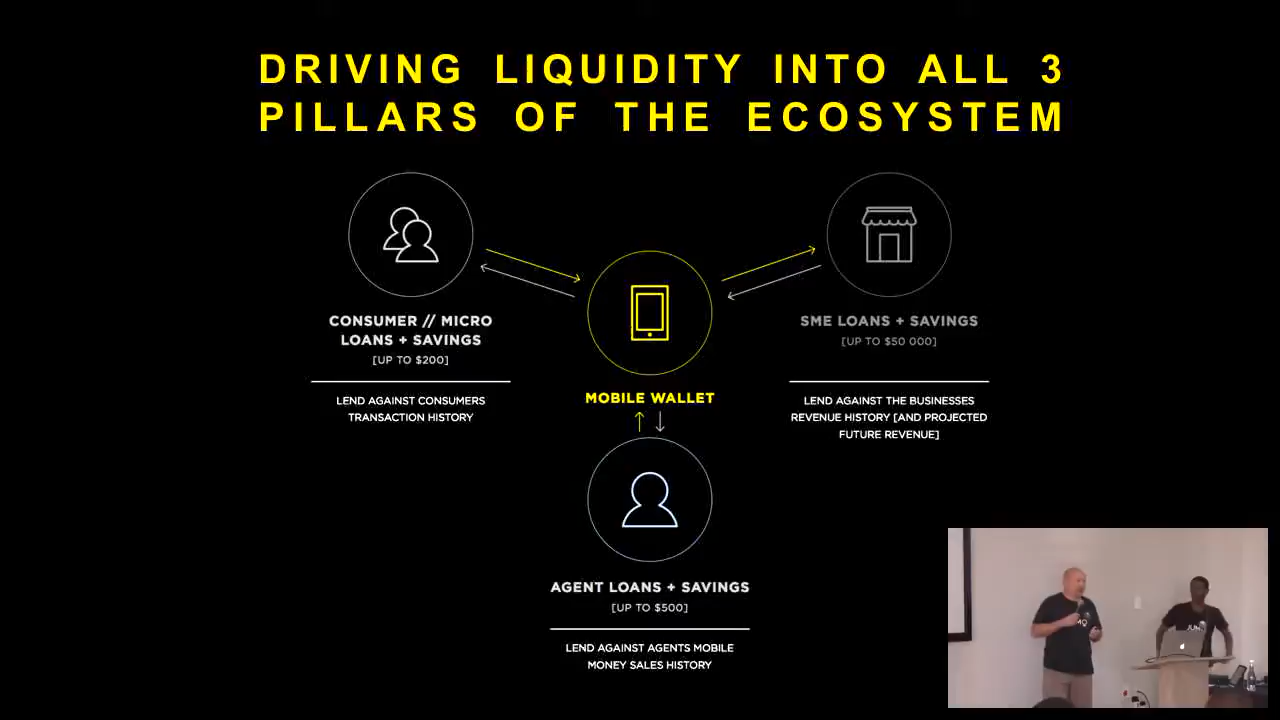 DRIVING LIQUIDITY INTO ALL 3
PILLARS OF THE ECOSYSTEM
CONSUMER // MICRO
LOANS + SAVINGS
[UP TO $200]
LEND AGAINST CONSUMERS
TRANSACTION HISTORY
MOBILE WALLET
SME LOANS + SAVINGS
[UP TO $50 000]
LEND AGAINST THE BUSINESSES
REVENUE HISTORY [AND PROJECTED
FUTURE REVENUE]
AGENT LOANS + SAVINGS
[UP TO $500]
LEND AGAINST AGENTS MOBILE
MONEY SALES HISTORY